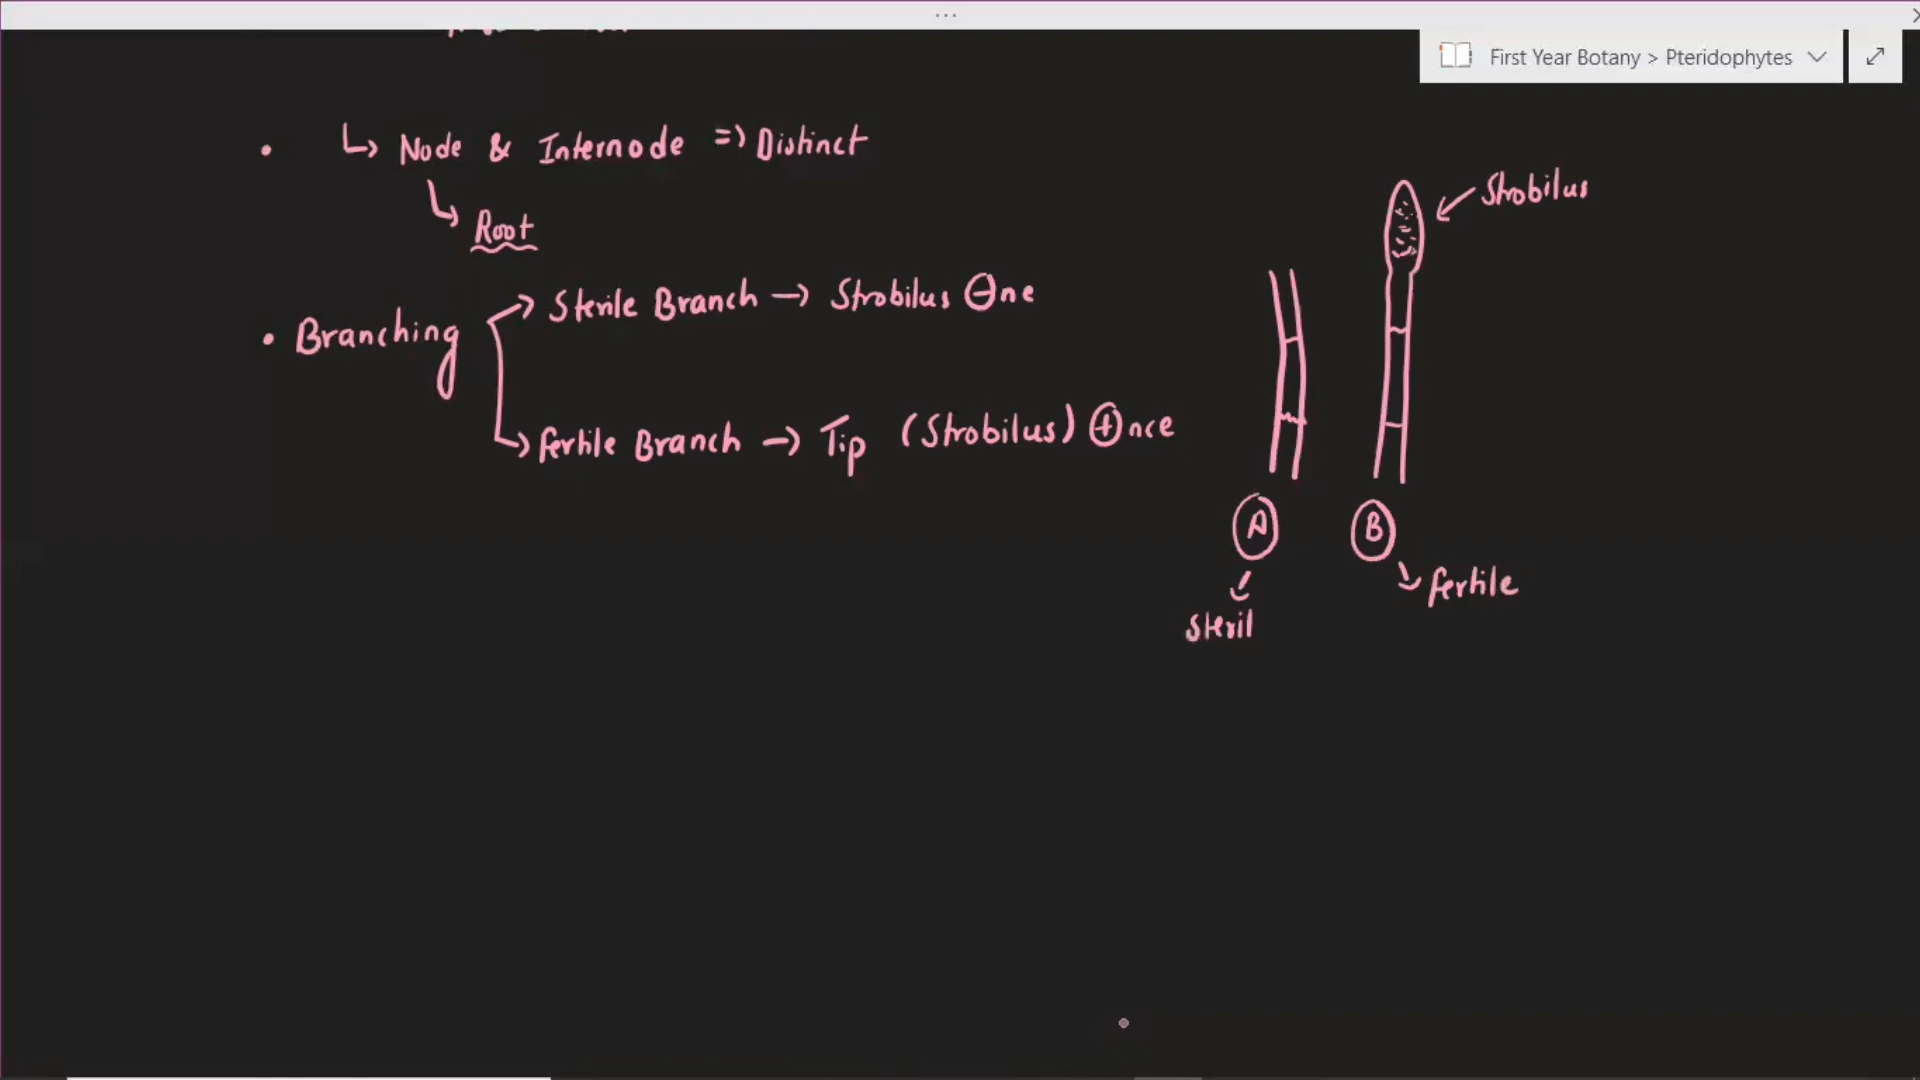 ...
First Year Botany > Pteridophytes
• ↳ Node & Internode => Distinct
↳ Root
Strobilus
• Branching
→ Sterile Branch → Strobilus ⊖ne
↳ fertile Branch → Tip (Strobilus) ⊕nce
A
B
Steril
fertile